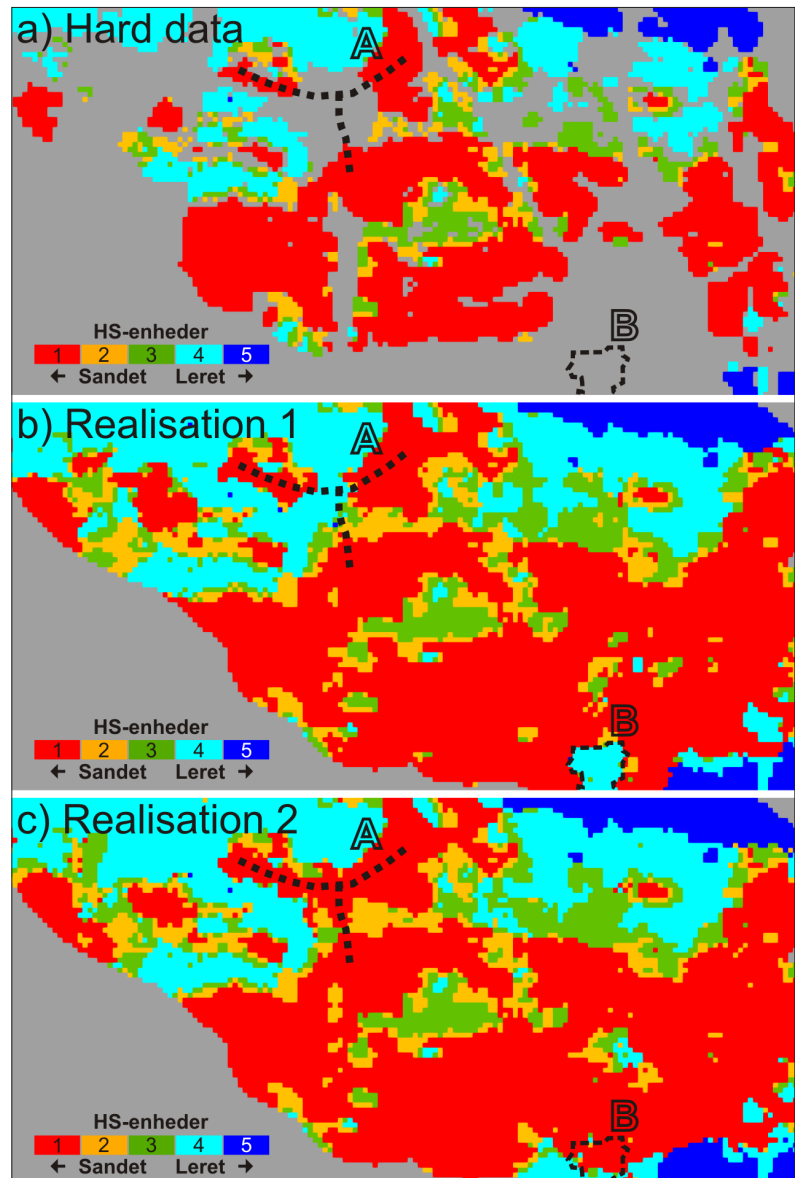 a) Hard data
A
B
HS-enheder
1 2 3 4 5
← Sandet Leret →
b) Realisation 1
A
B
HS-enheder
1 2 3 4 5
← Sandet Leret →
c) Realisation 2
A
B
HS-enheder
1 2 3 4 5
← Sandet Leret →